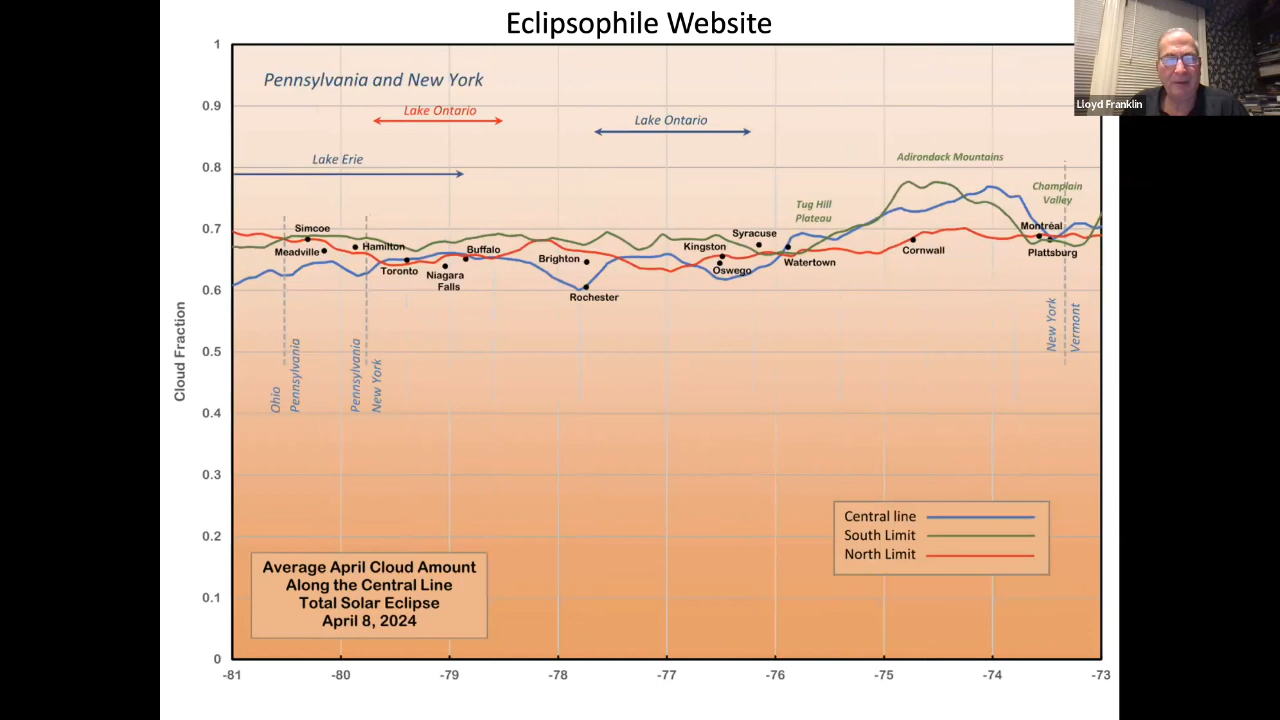 Eclipsophile Website
Lloyd Franklin
Pennsylvania and New York
Lake Ontario
Lake Ontario
Lake Erie
Adirondack Mountains
Champlain
Valley
Tug Hill
Plateau
Simcoe
Meadville
Hamilton
Toronto
Niagara
Falls
Buffalo
Brighton
Rochester
Kingston
Oswego
Syracuse
Watertown
Cornwall
Montréal
Plattsburg
Ohio
Pennsylvania
Pennsylvania
New York
New York
Vermont
Cloud Fraction
1
0.9
0.8
0.7
0.6
0.5
0.4
0.3
0.2
0.1
0
Central line
South Limit
North Limit
Average April Cloud Amount
Along the Central Line
Total Solar Eclipse
April 8, 2024
-81 -80 -79 -78 -77 -76 -75 -74 -73